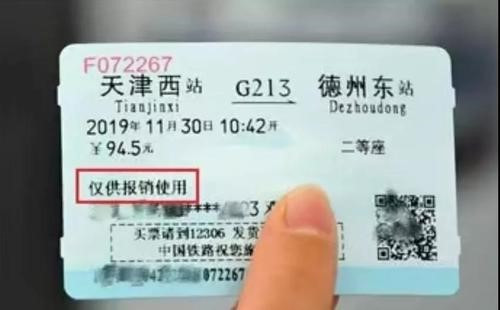 F072267
天津西站 G213 德州东站
Tianjinxi Dezhoudong
2019年11月30日10:42开
￥94.5元 二等座
仅供报销使用
买票请到12306 发货
中国铁路祝您
072267